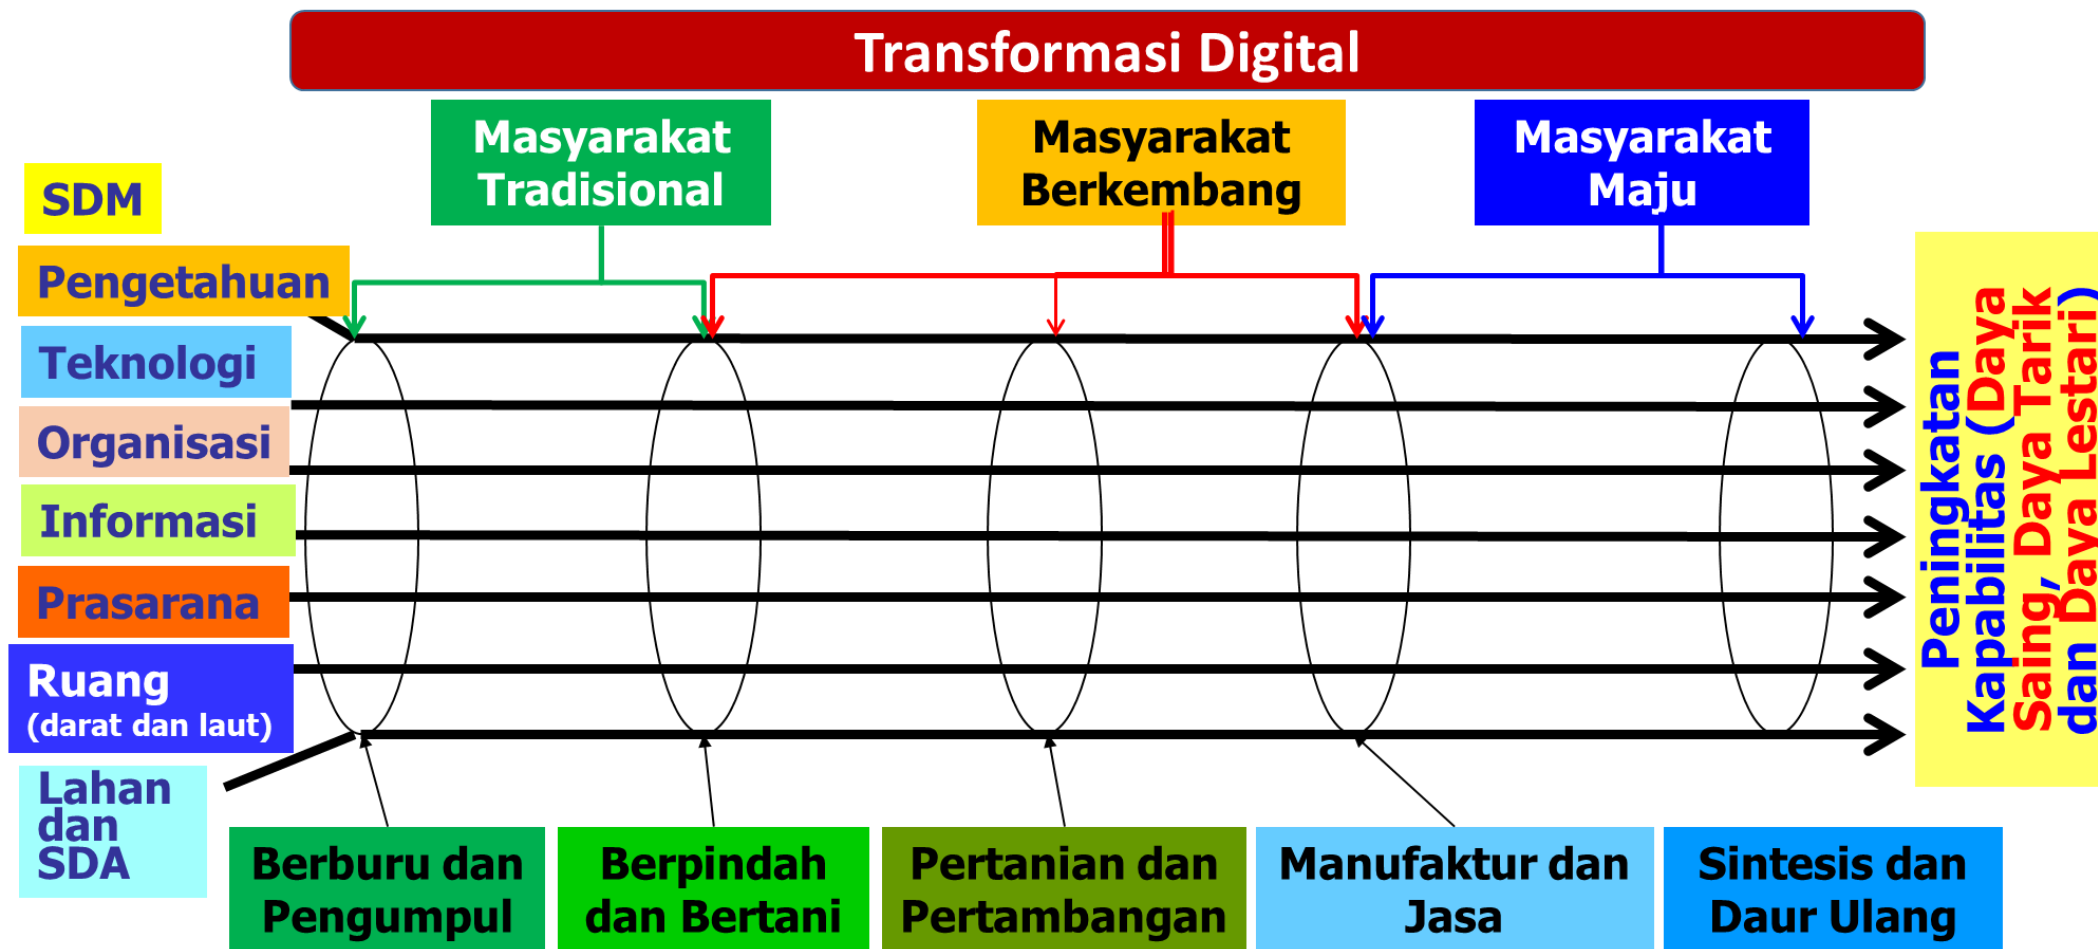 Transformasi Digital
Masyarakat
Tradisional
Masyarakat
Berkembang
Masyarakat
Maju
SDM
Pengetahuan
Teknologi
Organisasi
Informasi
Prasarana
Ruang
(darat dan laut)
Lahan
dan
SDA
Peningkatan
Kapabilitas (Daya
Saing, Daya Tarik
dan Daya Lestari)
Berburu dan
Pengumpul
Berpindah
dan Bertani
Pertanian dan
Pertambangan
Manufaktur dan
Jasa
Sintesis dan
Daur Ulang